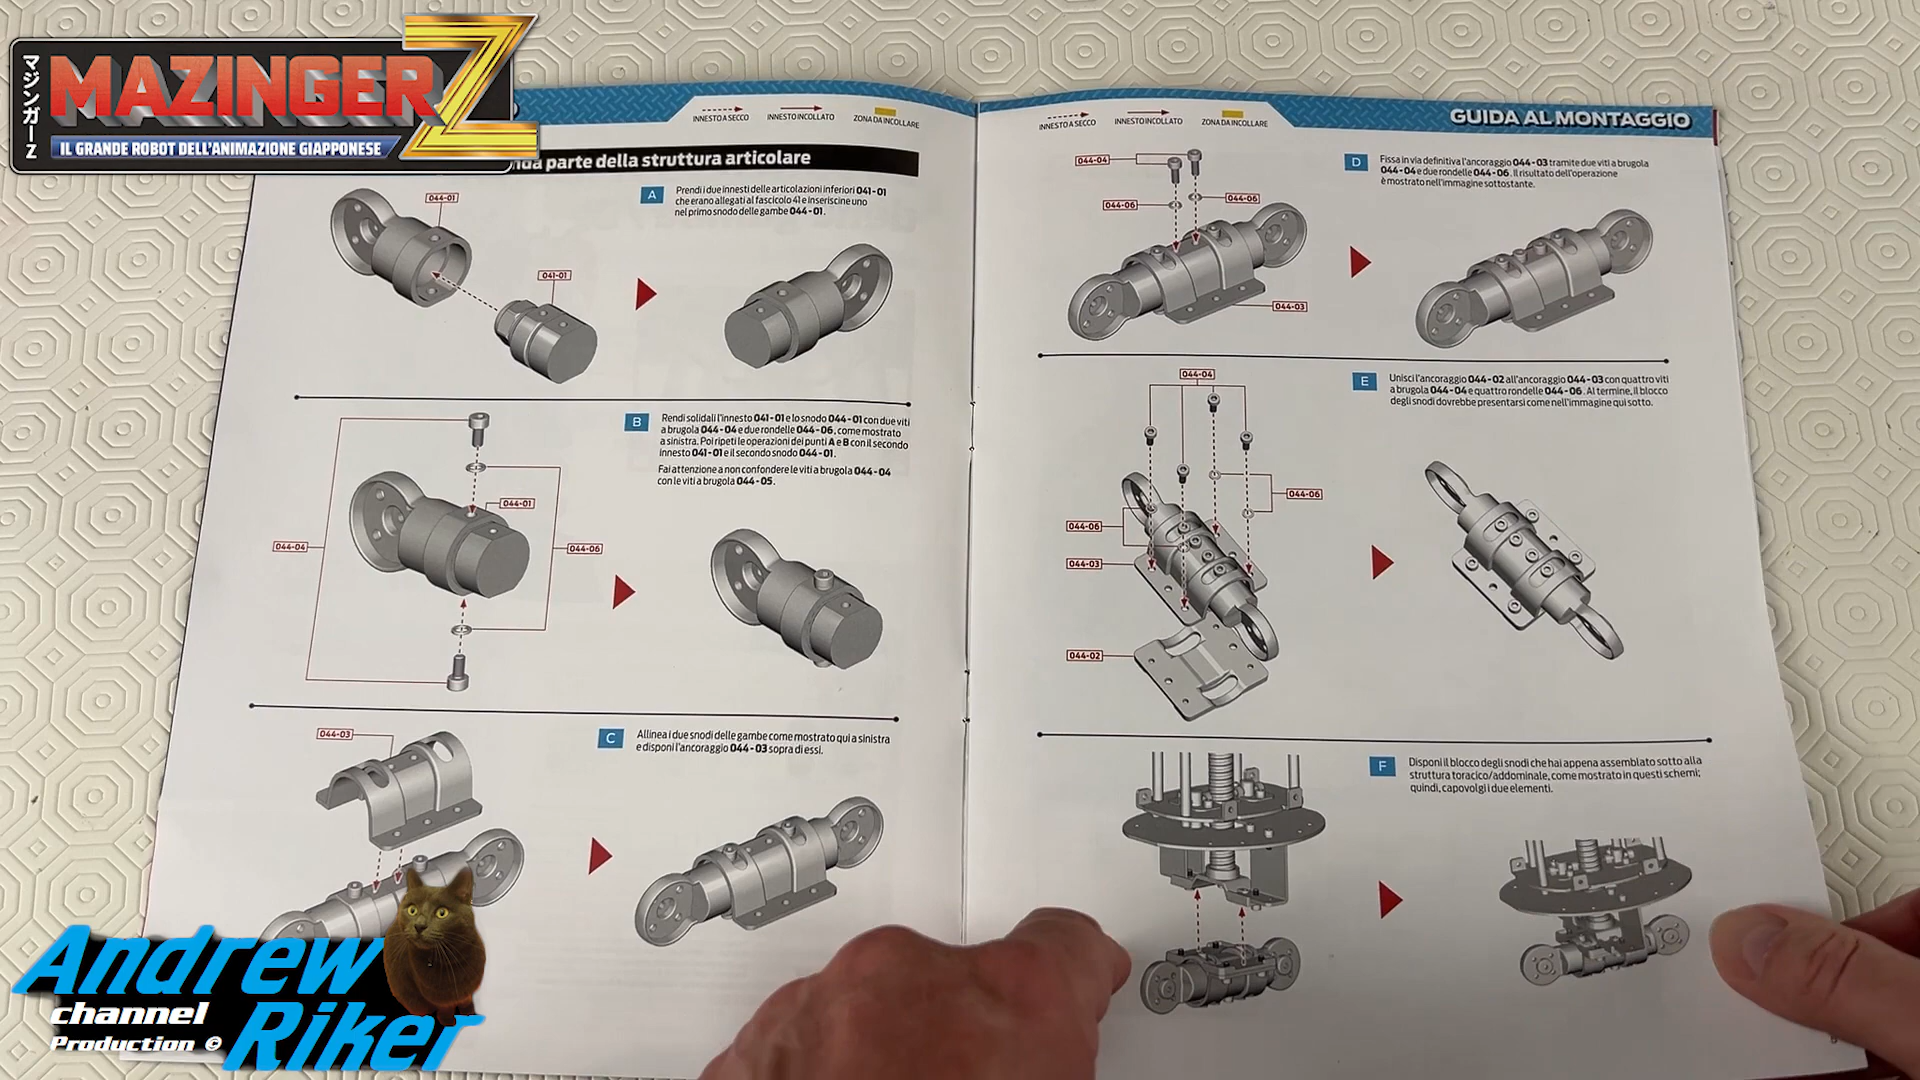 マジンガーZ
MAZINGER Z
IL GRANDE ROBOT DELL'ANIMAZIONE GIAPPONESE
INNESTO A SECCO
INNESTO INCOLLATO
ZONA DA INCOLLARE
parte della struttura articolare
A
Prendi i due innesti delle articolazioni inferiori 041-01
che erano allegati al fascicolo 41 e inseriscine uno
nel primo snodo delle gambe 044-01.
044-01
041-01
B
Rendi solidali l'innesto 041-01 e lo snodo 044-01 con due viti
a brugola 044-04 e due rondelle 044-06, come mostrato
a sinistra. Poi ripeti le operazioni dei punti A e B con il secondo
innesto 041-01 e il secondo snodo 044-01.
Fai attenzione a non confondere le viti a brugola 044-04
con le viti a brugola 044-05.
044-01
044-04
044-06
C
Allinea i due snodi delle gambe come mostrato qui a sinistra
e disponi l'ancoraggio 044-03 sopra di essi.
044-03
INNESTO A SECCO
INNESTO INCOLLATO
ZONA DA INCOLLARE
GUIDA AL MONTAGGIO
D
Fissa in via definitiva l'ancoraggio 044-03 tramite due viti a brugola
044-04 e due rondelle 044-06. Il risultato dell'operazione
è mostrato nell'immagine sottostante.
044-04
044-06
044-06
044-03
E
Unisci l'ancoraggio 044-02 all'ancoraggio 044-03 con quattro viti
a brugola 044-04 e quattro rondelle 044-06. Al termine, il blocco
degli snodi dovrebbe presentarsi come nell'immagine qui sotto.
044-04
044-06
044-06
044-03
044-02
F
Disponi il blocco degli snodi che hai appena assemblato sotto alla
struttura toracico/addominale, come mostrato in questi schemi;
quindi, capovolgi i due elementi.
Andrew
channel
Riker
Production ©